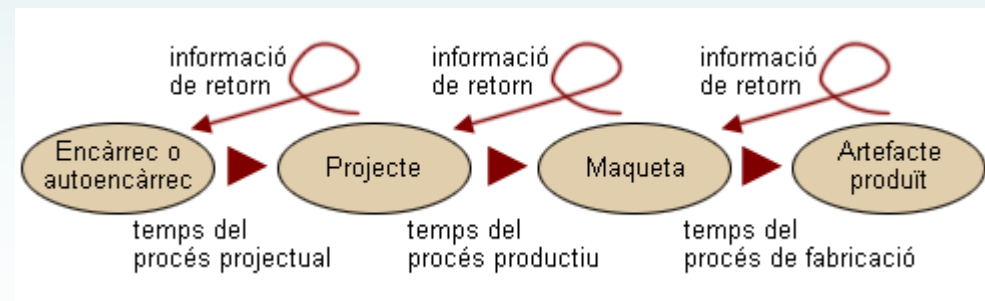 informació
de retorn
informació
de retorn
informació
de retorn
Encàrrec o
autoencàrrec
Projecte
Maqueta
Artefacte
produït
temps del
procés projectual
temps del
procés productiu
temps del
procés de fabricació